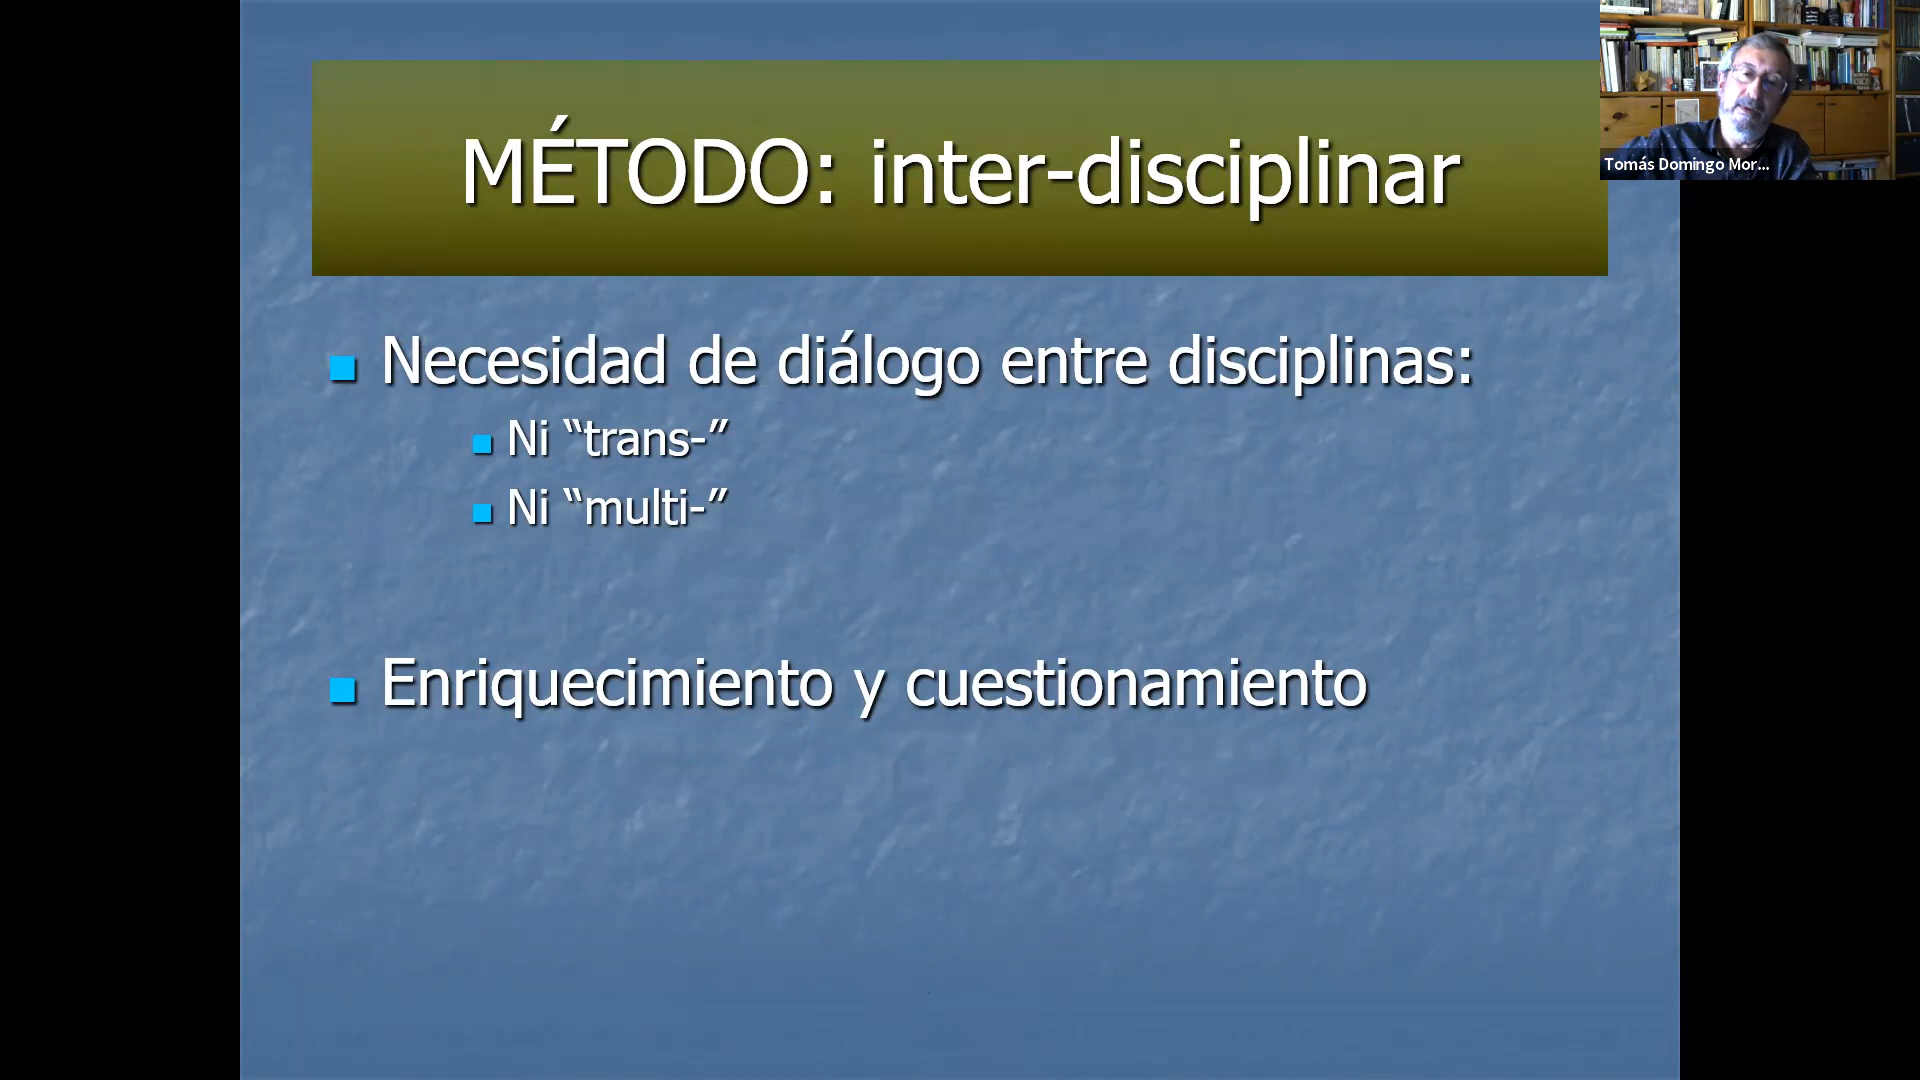 MÉTODO: inter-disciplinar
Necesidad de diálogo entre disciplinas:
Ni “trans-”
Ni “multi-”
Enriquecimiento y cuestionamiento
Tomás Domingo Mor...